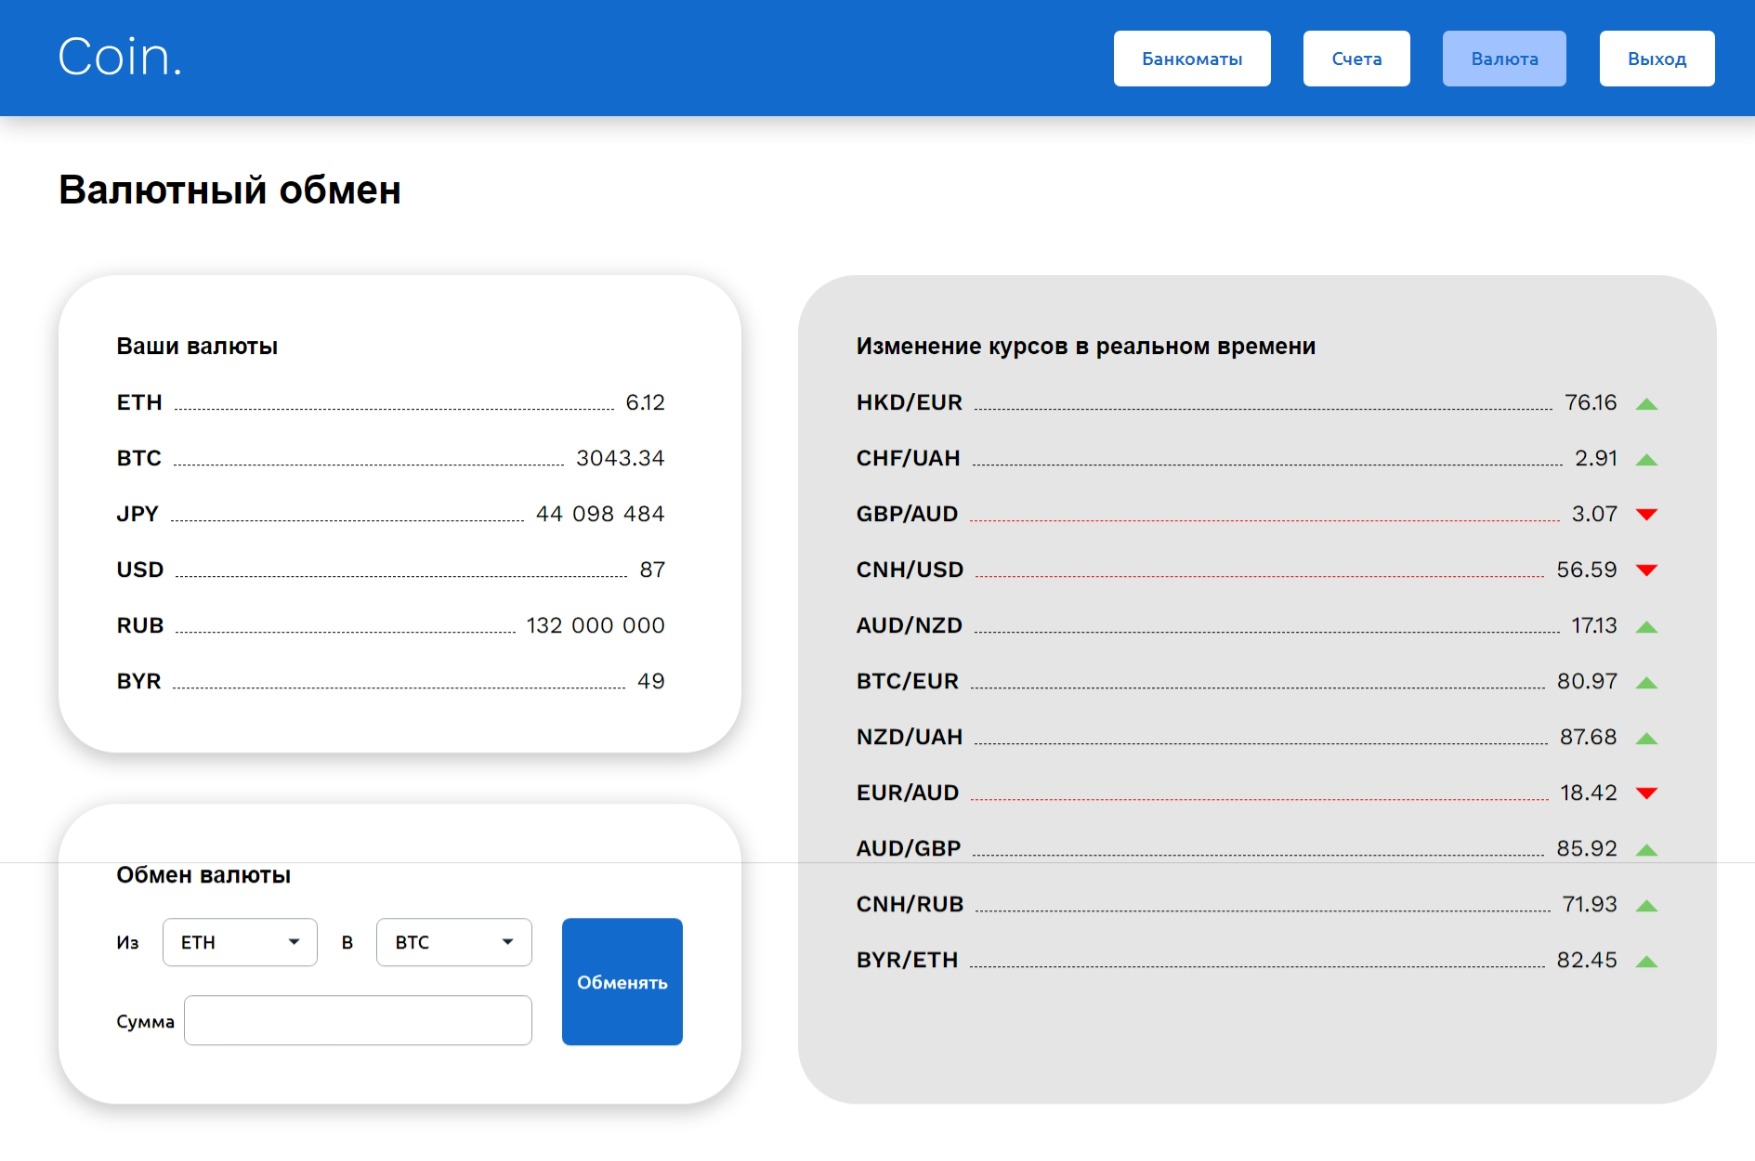 Coin.
Банкоматы
Счета
Валюта
Выход
Валютный обмен
Ваши валюты
ETH 6.12
BTC 3043.34
JPY 44 098 484
USD 87
RUB 132 000 000
BYR 49
Обмен валюты
Из ETH В BTC
Обменять
Сумма
Изменение курсов в реальном времени
HKD/EUR 76.16
CHF/UAH 2.91
GBP/AUD 3.07
CNH/USD 56.59
AUD/NZD 17.13
BTC/EUR 80.97
NZD/UAH 87.68
EUR/AUD 18.42
AUD/GBP 85.92
CNH/RUB 71.93
BYR/ETH 82.45